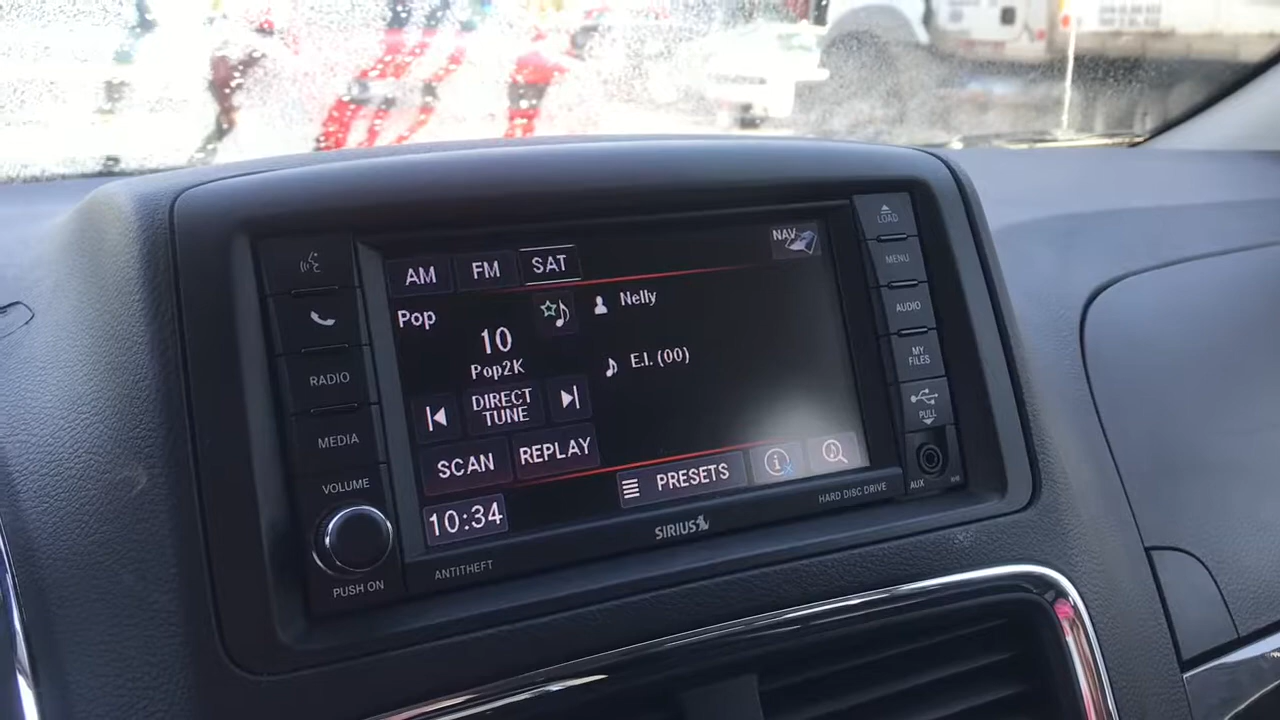 AM FM SAT
NAV
Pop
10
Pop2K
Nelly
E.I. (00)
DIRECT
TUNE
SCAN
REPLAY
PRESETS
10:34
RADIO
MEDIA
VOLUME
PUSH ON
ANTITHEFT
SIRIUS
HARD DISC DRIVE
LOAD
MENU
AUDIO
MY
FILES
PULL
AUX